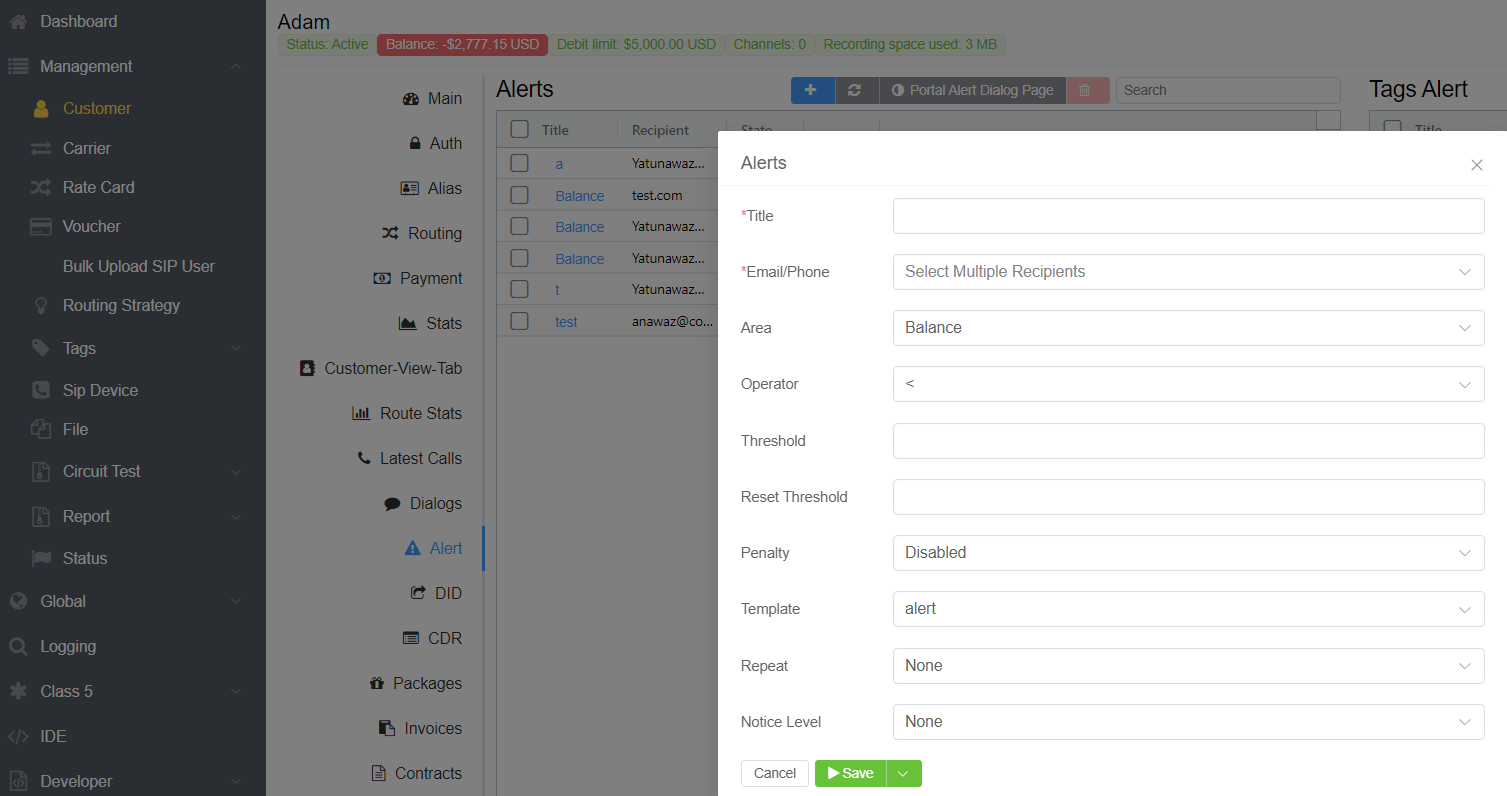 Dashboard
Management
Customer
Carrier
Rate Card
Voucher
Bulk Upload SIP User
Routing Strategy
Tags
Sip Device
File
Circuit Test
Report
Status
Global
Logging
Class 5
IDE
Developer
Adam
Status: Active Balance: -$2,777.15 USD Debit limit: $5,000.00 USD Channels: 0 Recording space used: 3 MB
Main
Auth
Alias
Routing
Payment
Stats
Customer-View-Tab
Route Stats
Latest Calls
Dialogs
Alert
DID
CDR
Packages
Invoices
Contracts
Alerts
Portal Alert Dialog Page
Search
Title Recipient State
a Yatunawaz...
Balance test.com
Balance Yatunawaz...
Balance Yatunawaz...
t Yatunawaz...
test anawaz@co...
Tags Alert
Title
Alerts
*Title
*Email/Phone Select Multiple Recipients
Area Balance
Operator <
Threshold
Reset Threshold
Penalty Disabled
Template alert
Repeat None
Notice Level None
Cancel Save